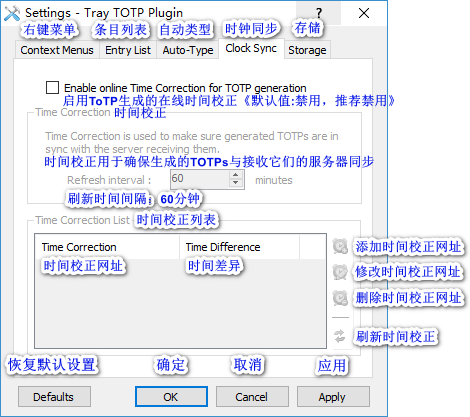 Settings - Tray TOTP Plugin
右键菜单 条目列表 自动类型 时钟同步 存储
Context Menus Entry List Auto-Type Clock Sync Storage
Enable online Time Correction for TOTP generation
启用ToTP生成的在线时间校正《默认值:禁用，推荐禁用》
Time Correction 时间校正
Time Correction is used to make sure generated TOTPs are in
sync with the server receiving them.
时间校正用于确保生成的TOTPs与接收它们的服务器同步
Refresh interval : 60 minutes
刷新时间间隔：60分钟
Time Correction List 时间校正列表
Time Correction Time Difference
时间校正网址 时间差异
添加时间校正网址
修改时间校正网址
删除时间校正网址
刷新时间校正
恢复默认设置 确定 取消 应用
Defaults OK Cancel Apply